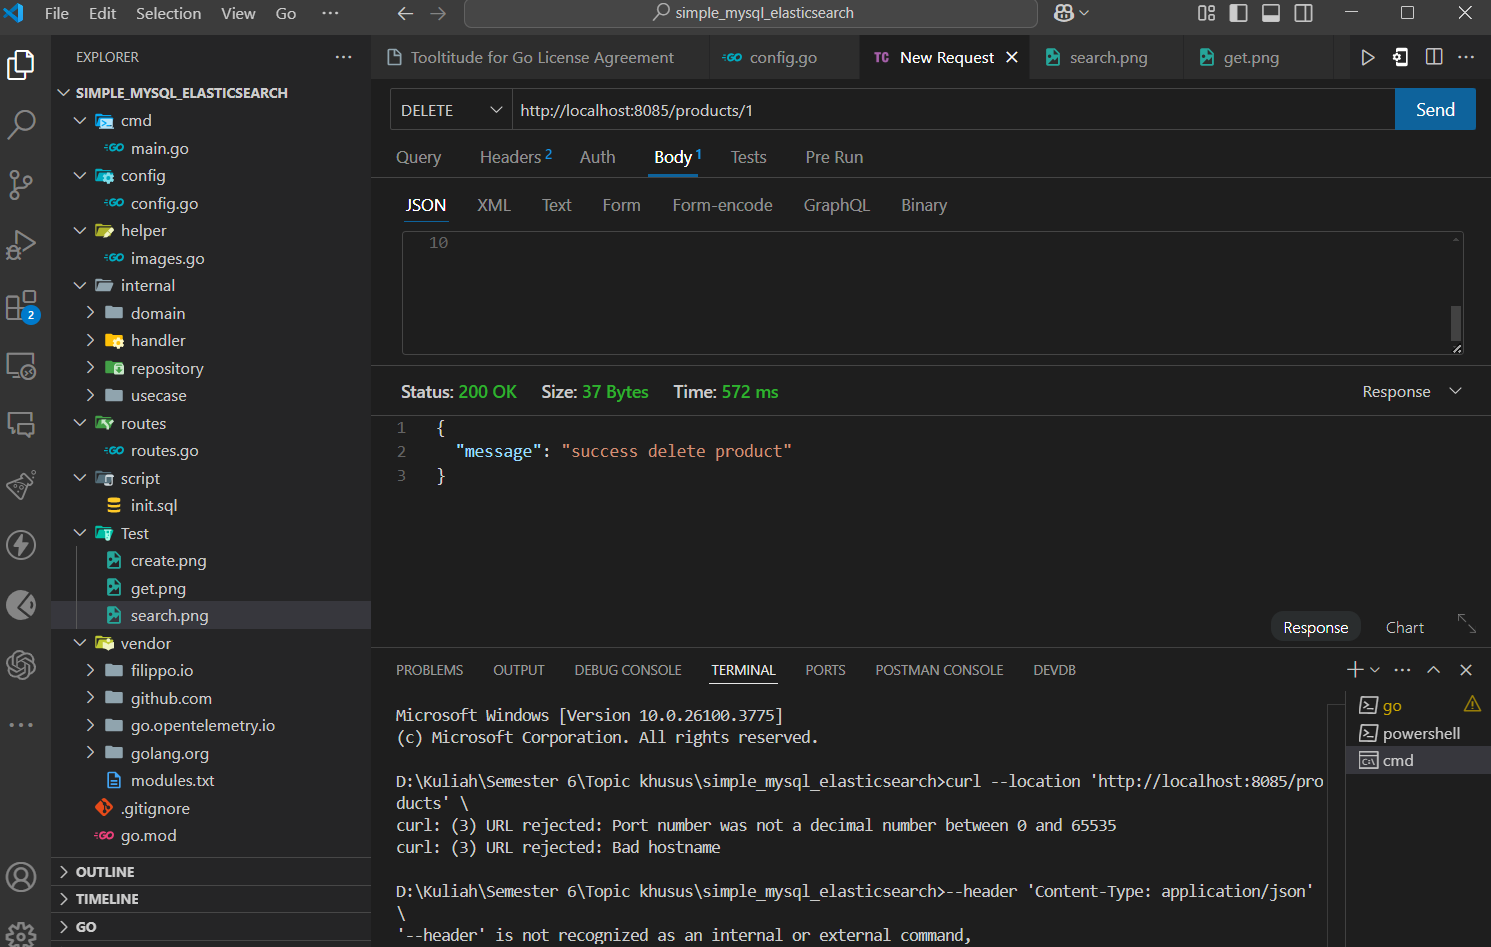 File Edit Selection View Go ··· simple_mysql_elasticsearch
EXPLORER ···
SIMPLE_MYSQL_ELASTICSEARCH
cmd
main.go
config
config.go
helper
images.go
internal
domain
handler
repository
usecase
routes
routes.go
script
init.sql
Test
create.png
get.png
search.png
vendor
filippo.io
github.com
go.opentelemetry.io
golang.org
modules.txt
.gitignore
go.mod
OUTLINE
TIMELINE
GO
2
Tooltitude for Go License Agreement config.go TC New Request search.png get.png
DELETE http://localhost:8085/products/1 Send
Query Headers 2 Auth Body 1 Tests Pre Run
JSON XML Text Form Form-encode GraphQL Binary
10
Status: 200 OK Size: 37 Bytes Time: 572 ms Response
1 {
2 "message": "success delete product"
3 }
Response Chart
PROBLEMS OUTPUT DEBUG CONSOLE TERMINAL PORTS POSTMAN CONSOLE DEVDB
Microsoft Windows [Version 10.0.26100.3775]
(c) Microsoft Corporation. All rights reserved.
D:\Kuliah\Semester 6\Topic khusus\simple_mysql_elasticsearch>curl --location 'http://localhost:8085/pro
ducts' \
curl: (3) URL rejected: Port number was not a decimal number between 0 and 65535
curl: (3) URL rejected: Bad hostname
D:\Kuliah\Semester 6\Topic khusus\simple_mysql_elasticsearch>--header 'Content-Type: application/json'
\
'--header' is not recognized as an internal or external command,
go
powershell
cmd